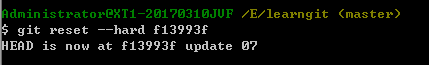 Administrator@XT1-20170310JVF /E/learngit (master)
$ git reset --hard f13993f
HEAD is now at f13993f update 07